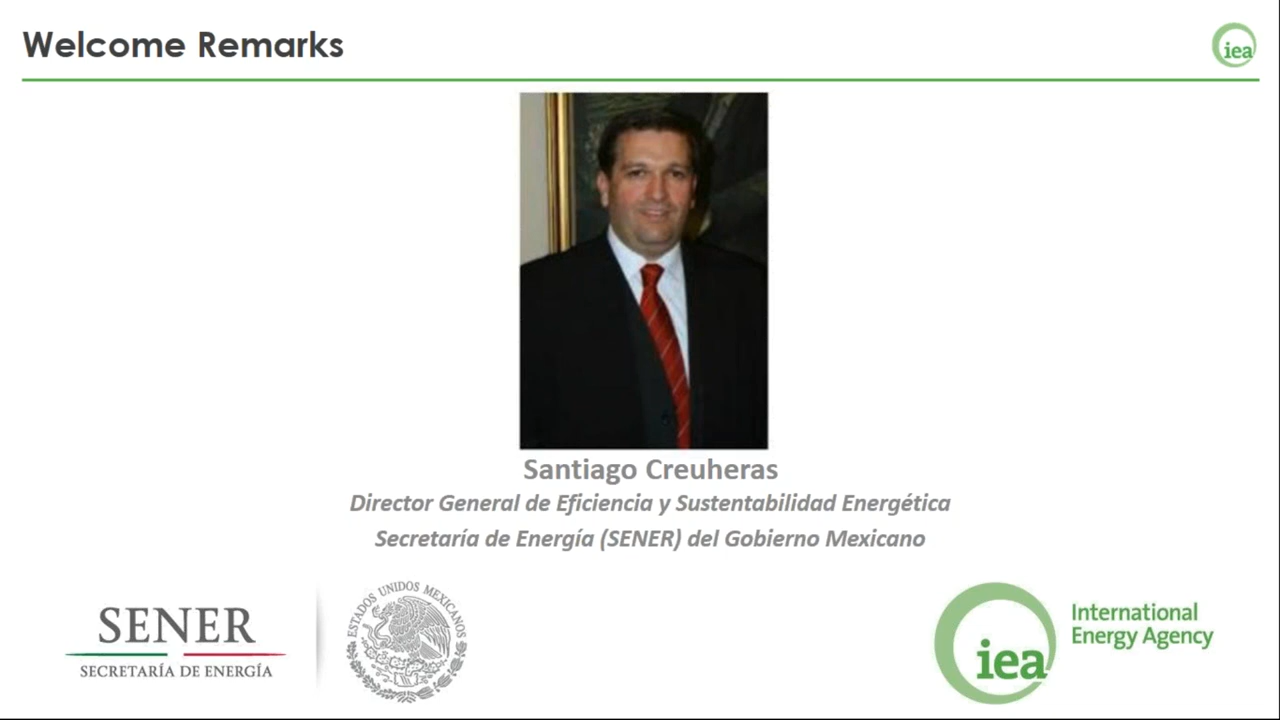 Welcome Remarks
iea
Santiago Creuheras
Director General de Eficiencia y Sustentabilidad Energética
Secretaría de Energía (SENER) del Gobierno Mexicano
SENER
SECRETARÍA DE ENERGÍA
ESTADOS UNIDOS MEXICANOS
iea
International
Energy Agency